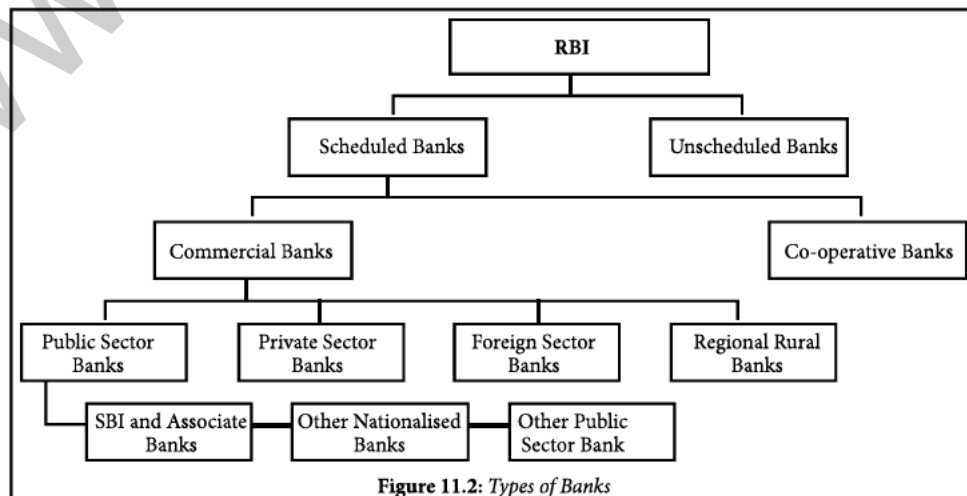 RBI
Scheduled Banks
Unscheduled Banks
Commercial Banks
Co-operative Banks
Public Sector
Banks
Private Sector
Banks
Foreign Sector
Banks
Regional Rural
Banks
SBI and Associate
Banks
Other Nationalised
Banks
Other Public
Sector Bank
Figure 11.2: Types of Banks